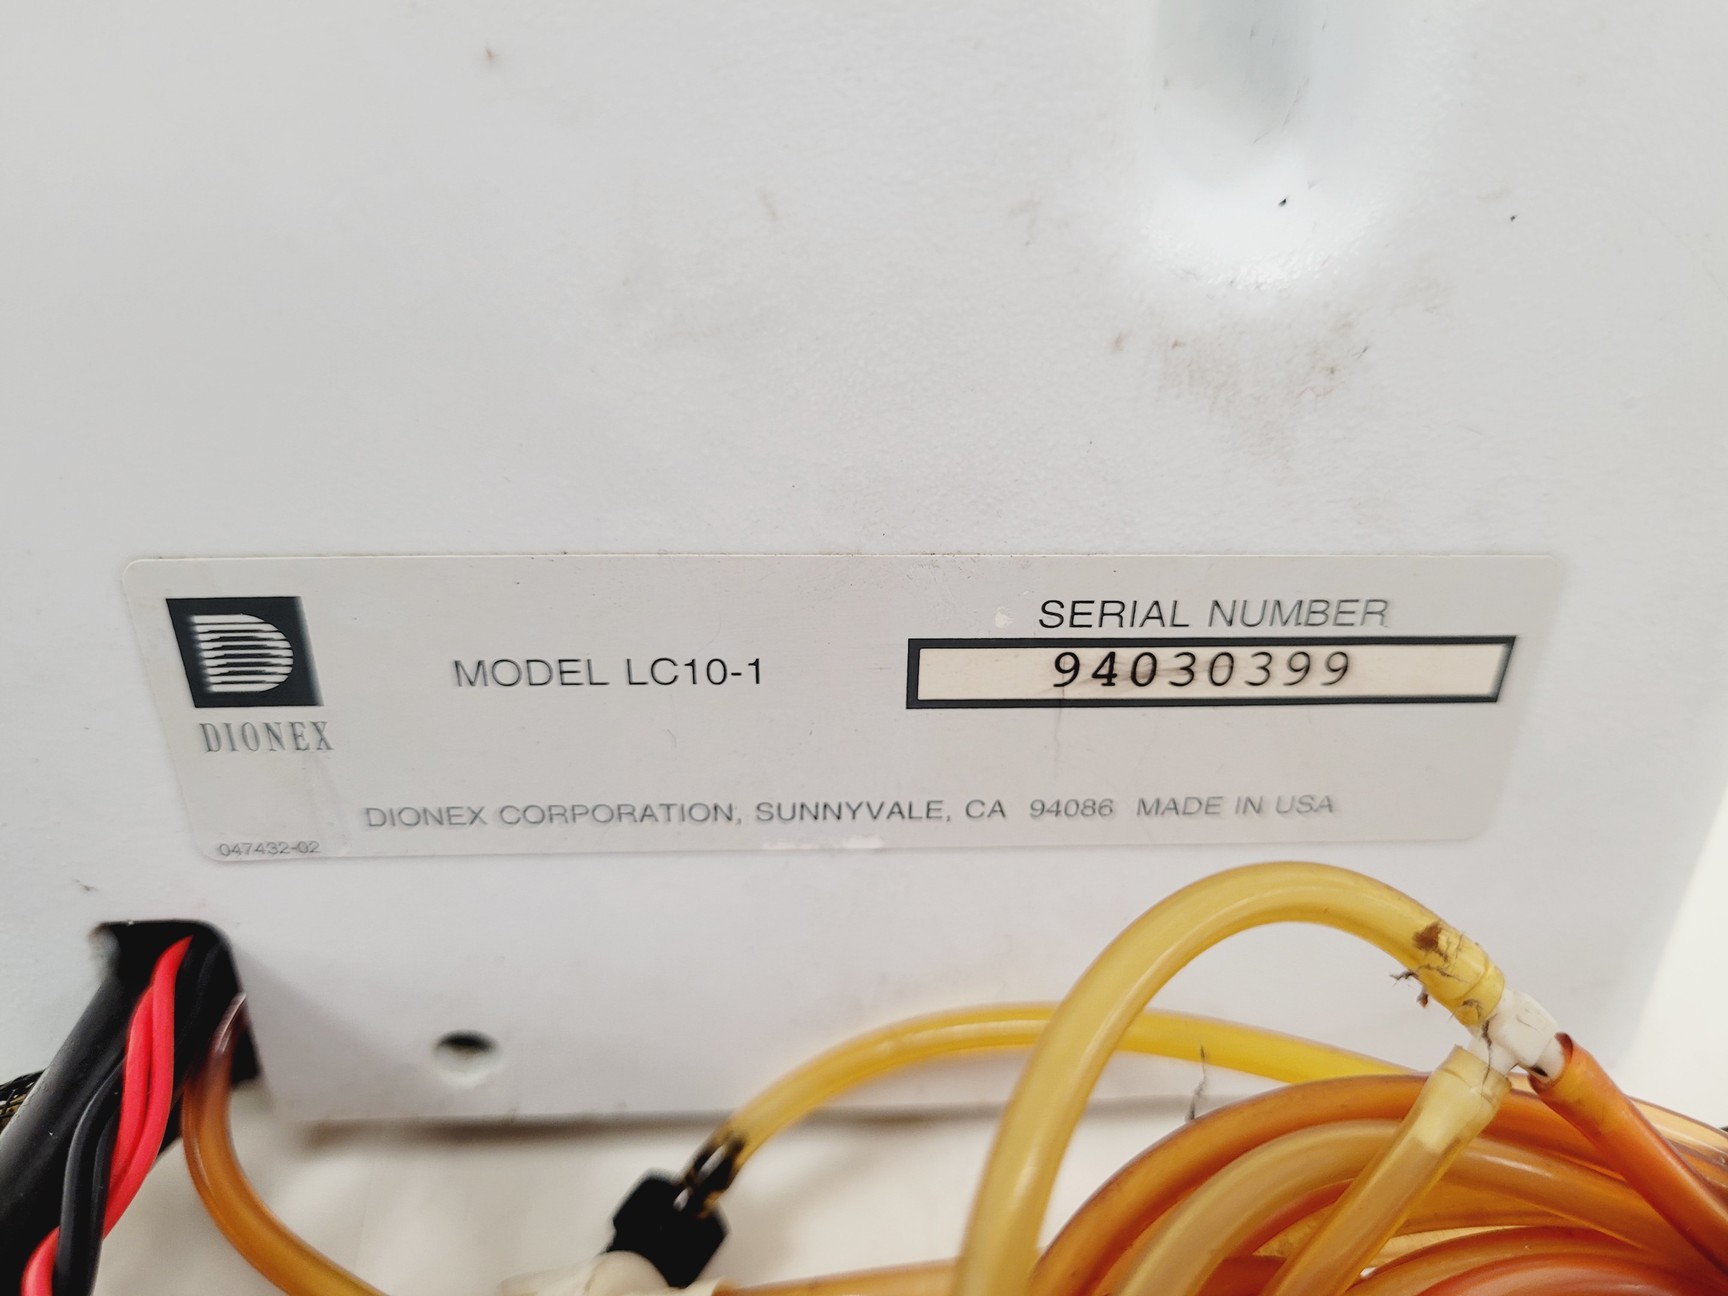 SERIAL NUMBER
MODEL LC10-1
94030399
DIONEX
DIONEX CORPORATION, SUNNYVALE, CA 94086 MADE IN USA
047432-02